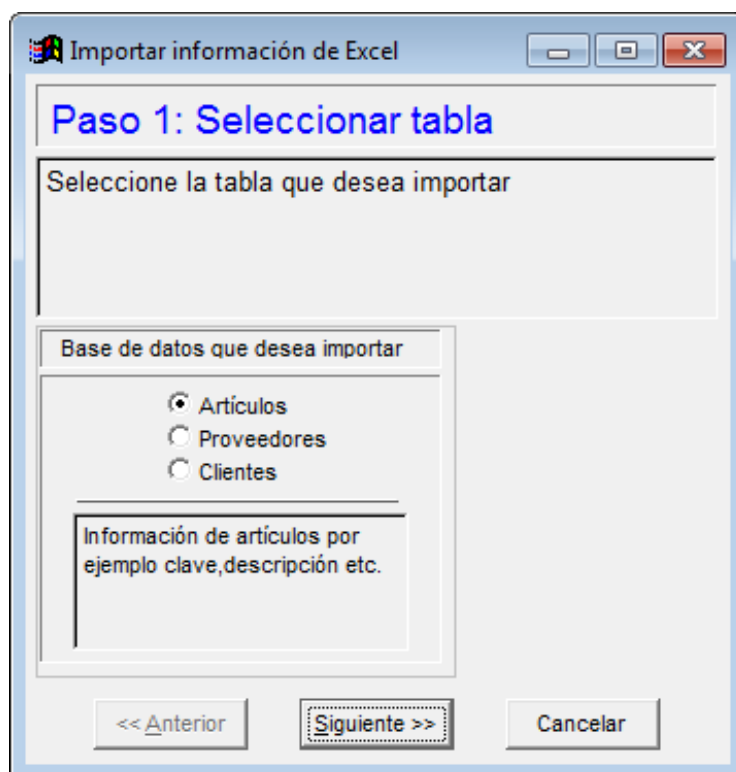 Importar información de Excel
Paso 1: Seleccionar tabla
Seleccione la tabla que desea importar
Base de datos que desea importar
Artículos
Proveedores
Clientes
Información de artículos por
ejemplo clave,descripción etc.
<< Anterior
Siguiente >>
Cancelar